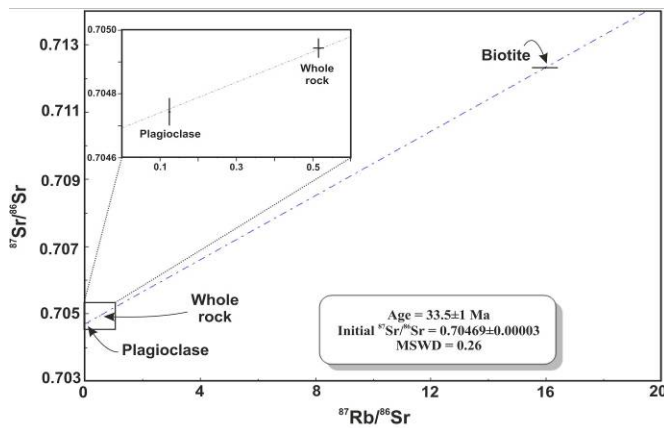 0.7050
0.7048
0.7046
0.1
0.3
0.5
Whole
rock
Plagioclase
Biotite
0.713
0.711
0.709
0.707
0.705
0.703
⁸⁷Sr/⁸⁶Sr
Whole
rock
Plagioclase
Age = 33.5±1 Ma
Initial ⁸⁷Sr/⁸⁶Sr = 0.70469±0.00003
MSWD = 0.26
0
4
8
12
16
20
⁸⁷Rb/⁸⁶Sr